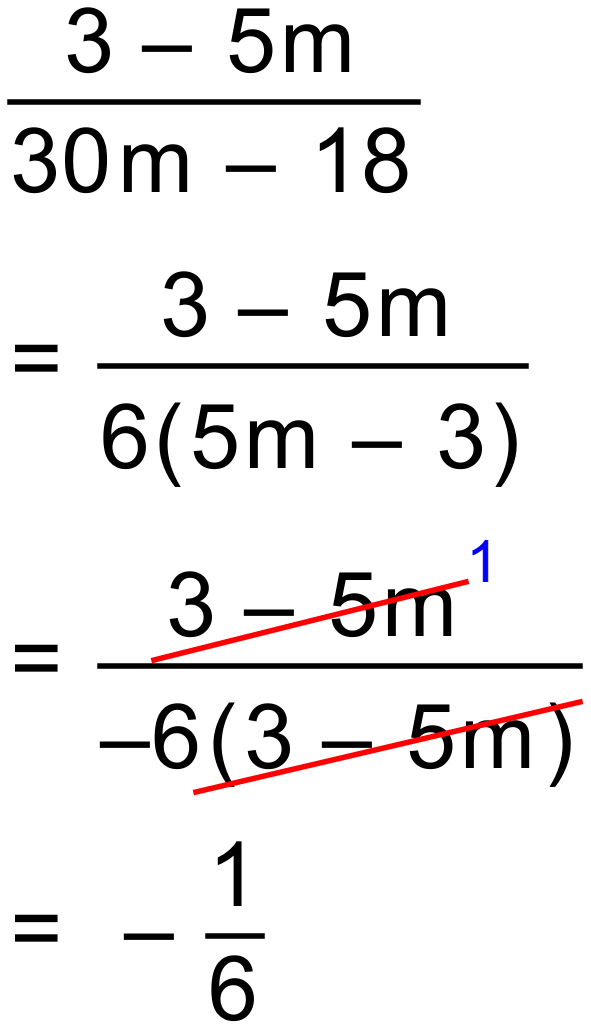 3 – 5m
30m – 18
= 3 – 5m
6(5m – 3)
= 3 – 5m 1
–6(3 – 5m)
= – 1
6